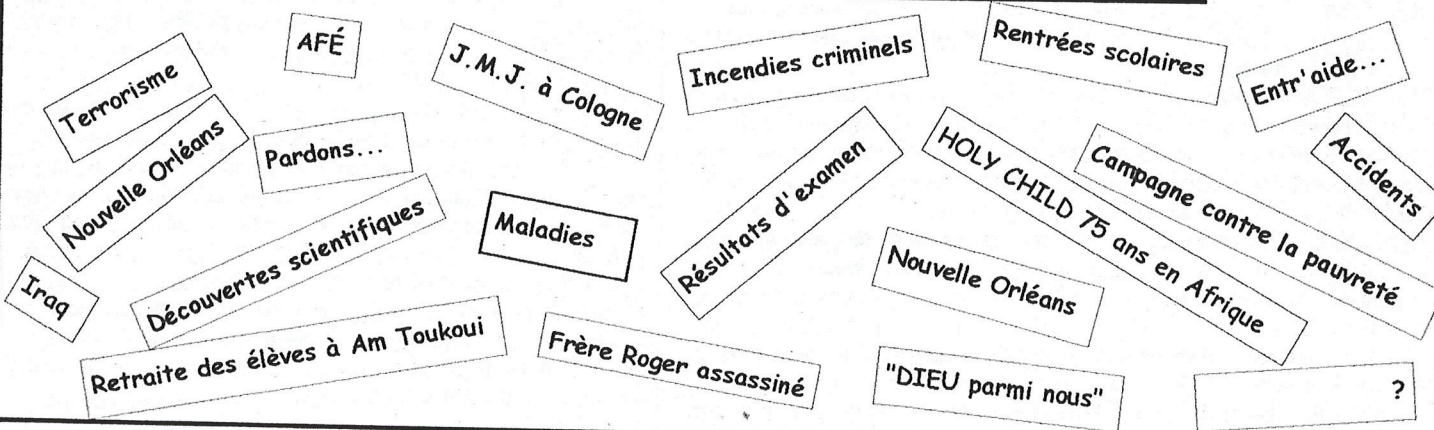 AFÉ
Terrorisme
J.M.J. à Cologne
Incendies criminels
Rentrées scolaires
Entr'aide...
Nouvelle Orléans
Pardons...
Accidents
Découvertes scientifiques
Maladies
Résultats d'examen
HOLY CHILD 75 ans en Afrique
Campagne contre la pauvreté
Iraq
Nouvelle Orléans
Retraite des élèves à Am Toukoui
Frère Roger assassiné
"DIEU parmi nous"
?